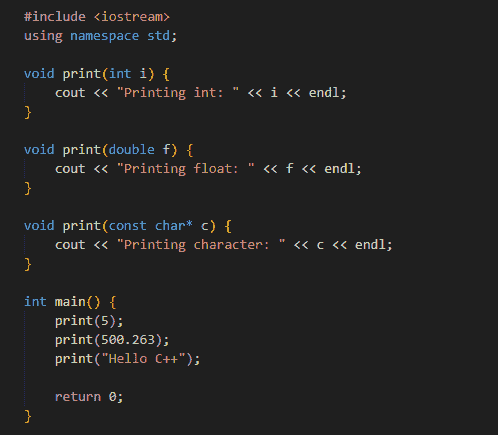 #include <iostream>
using namespace std;
void print(int i) {
cout << "Printing int: " << i << endl;
}
void print(double f) {
cout << "Printing float: " << f << endl;
}
void print(const char* c) {
cout << "Printing character: " << c << endl;
}
int main() {
print(5);
print(500.263);
print("Hello C++");
return 0;
}